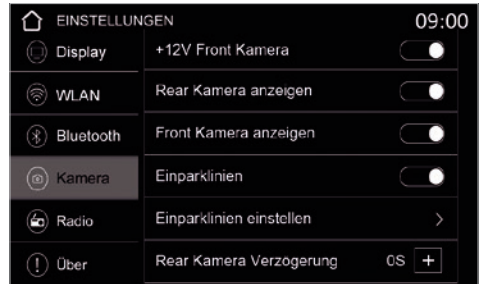 EINSTELLUNGEN 09:00
Display
+12V Front Kamera
WLAN
Rear Kamera anzeigen
Bluetooth
Front Kamera anzeigen
Kamera
Einparklinien
Radio
Einparklinien einstellen >
Über
Rear Kamera Verzögerung 0S +